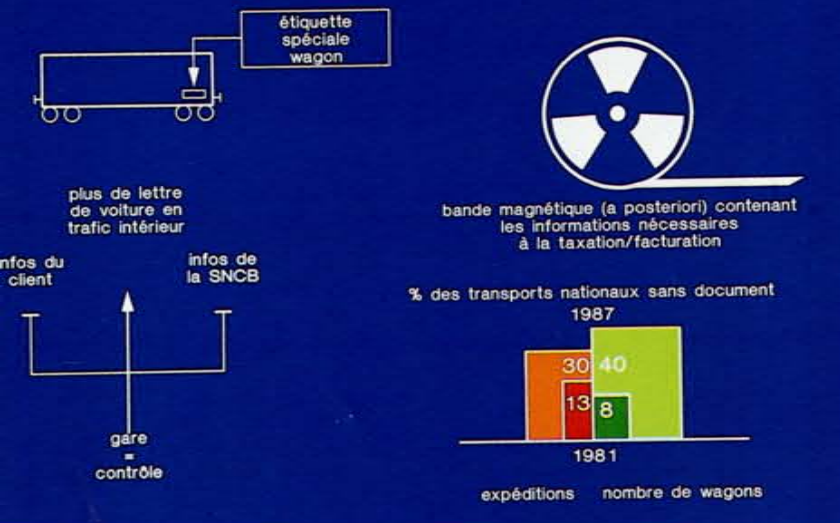 étiquette
spéciale
wagon
plus de lettre
de voiture en
trafic intérieur
infos du
client
infos de
la SNCB
gare
=
contrôle
bande magnétique (a posteriori) contenant
les informations nécessaires
à la taxation/facturation
% des transports nationaux sans document
1987
30 40
13 8
1981
expéditions nombre de wagons